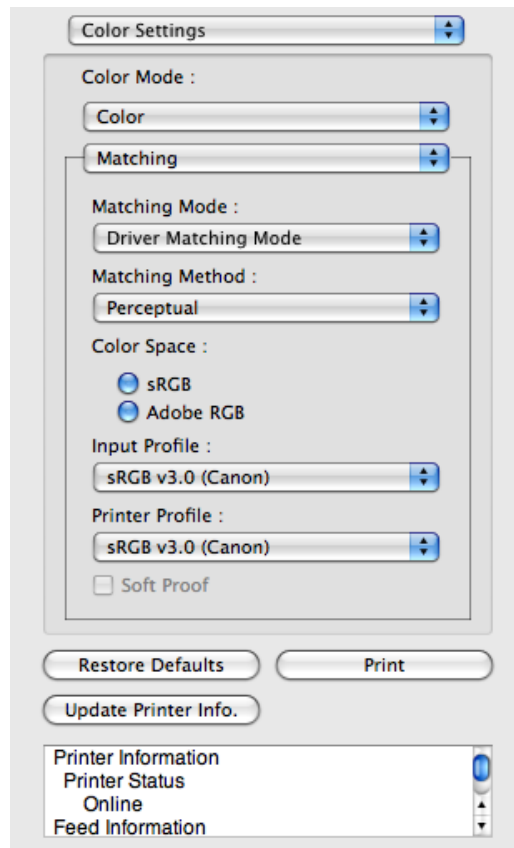 Color Settings
Color Mode :
Color
Matching
Matching Mode :
Driver Matching Mode
Matching Method :
Perceptual
Color Space :
sRGB
Adobe RGB
Input Profile :
sRGB v3.0 (Canon)
Printer Profile :
sRGB v3.0 (Canon)
Soft Proof
Restore Defaults
Print
Update Printer Info.
Printer Information
Printer Status
Online
Feed Information